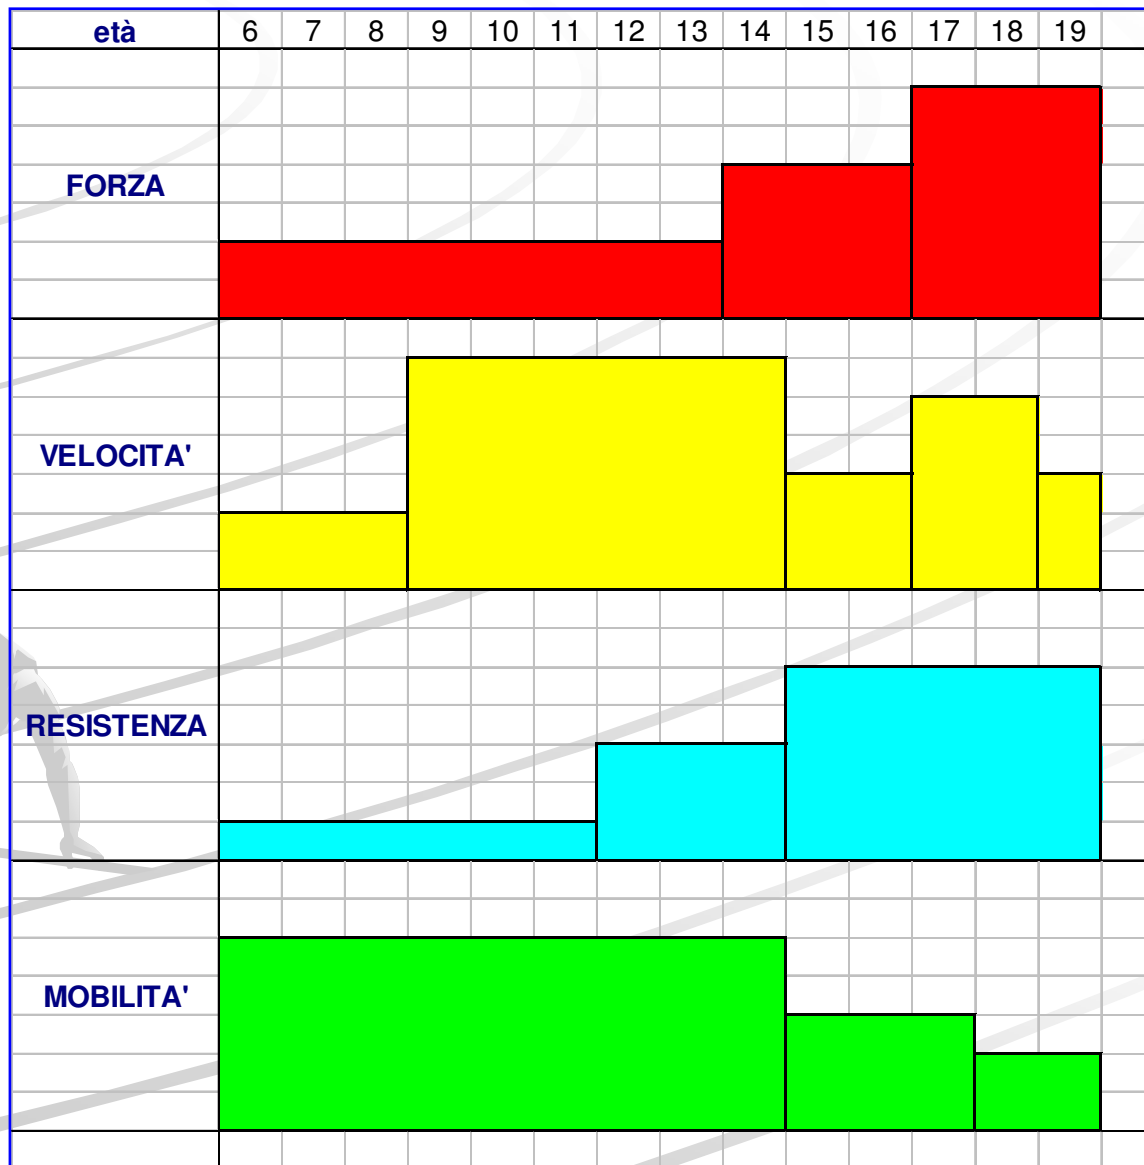 età 6 7 8 9 10 11 12 13 14 15 16 17 18 19
FORZA
VELOCITA'
RESISTENZA
MOBILITA'